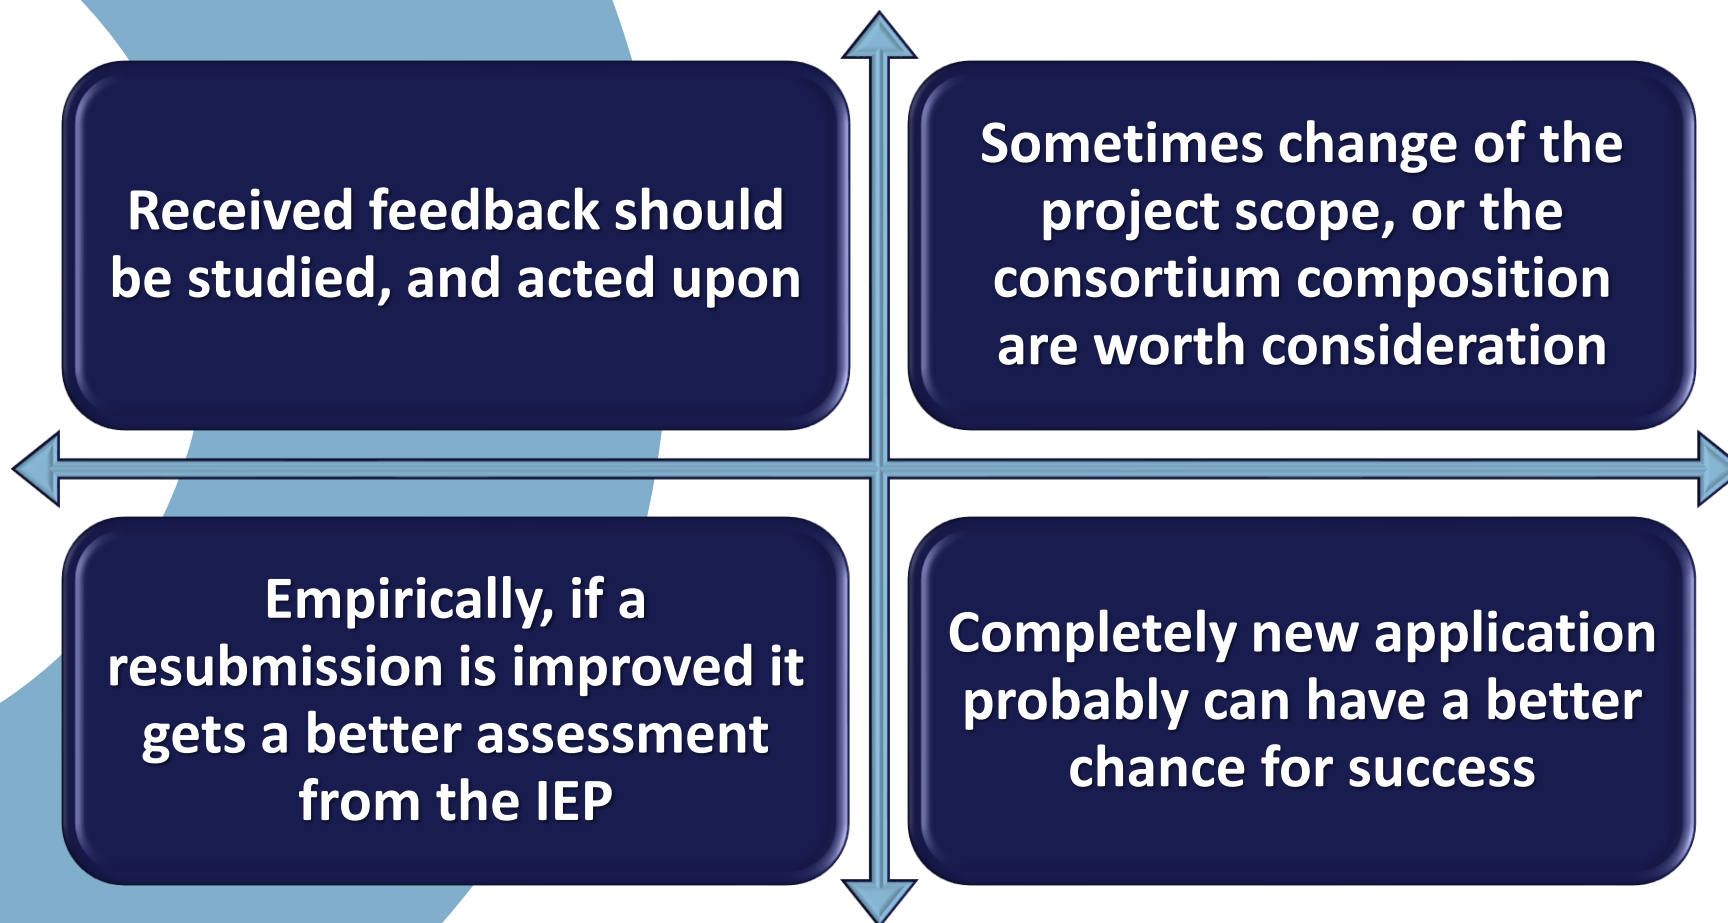 Received feedback should
be studied, and acted upon
Sometimes change of the
project scope, or the
consortium composition
are worth consideration
Empirically, if a
resubmission is improved it
gets a better assessment
from the IEP
Completely new application
probably can have a better
chance for success